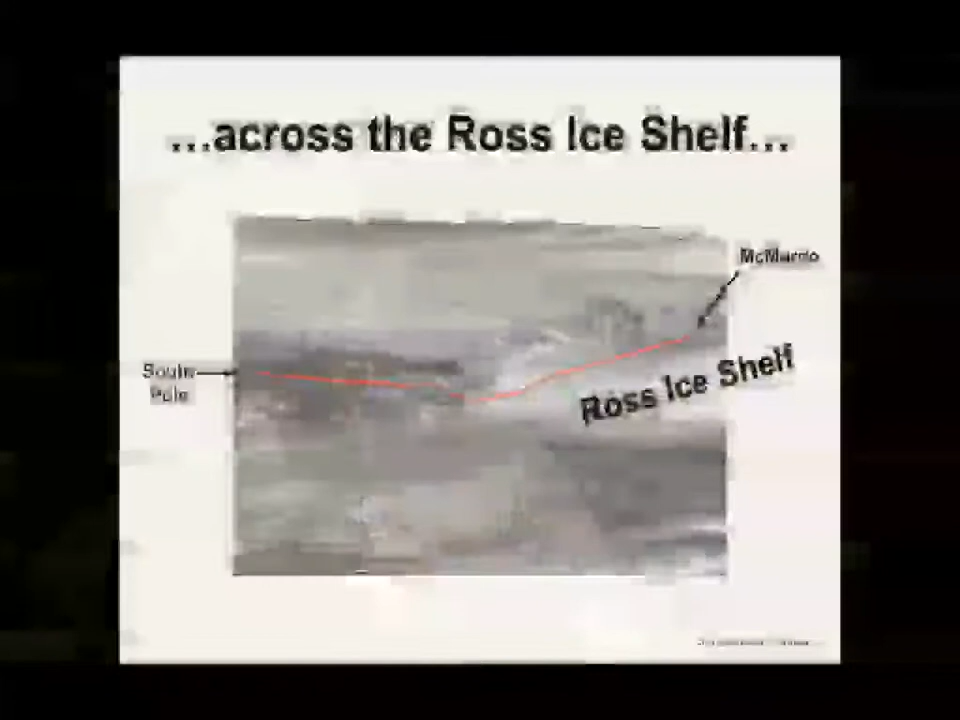 ...across the Ross Ice Shelf...
McMurdo
South
Pole
Ross Ice Shelf